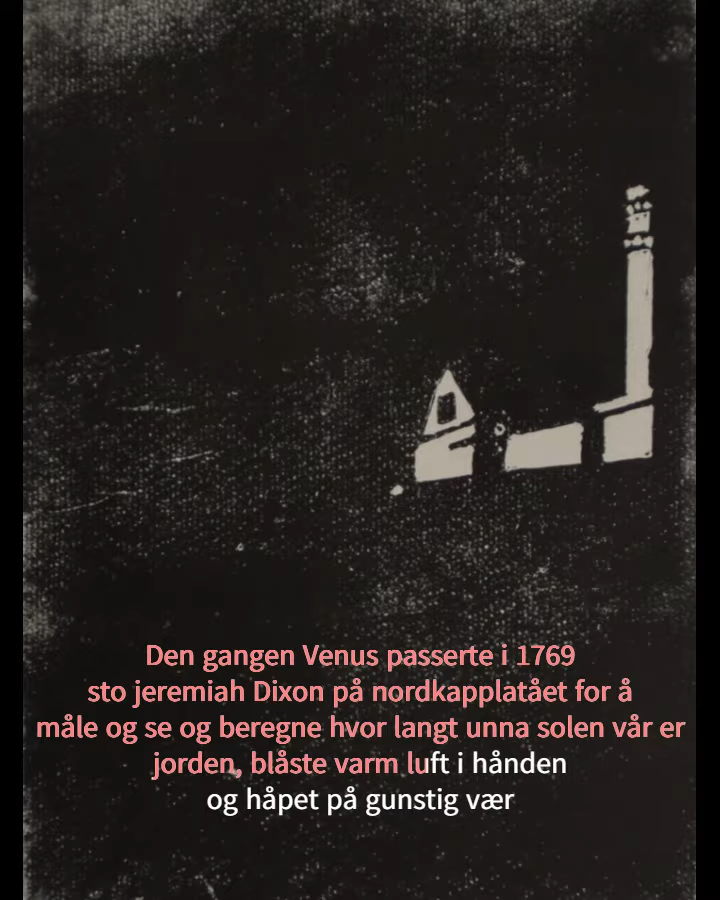 Den gangen Venus passerte i 1769
sto jeremiah Dixon på nordkapplatået for å
måle og se og beregne hvor langt unna solen vår er
jorden, blåste varm luft i hånden
og håpet på gunstig vær